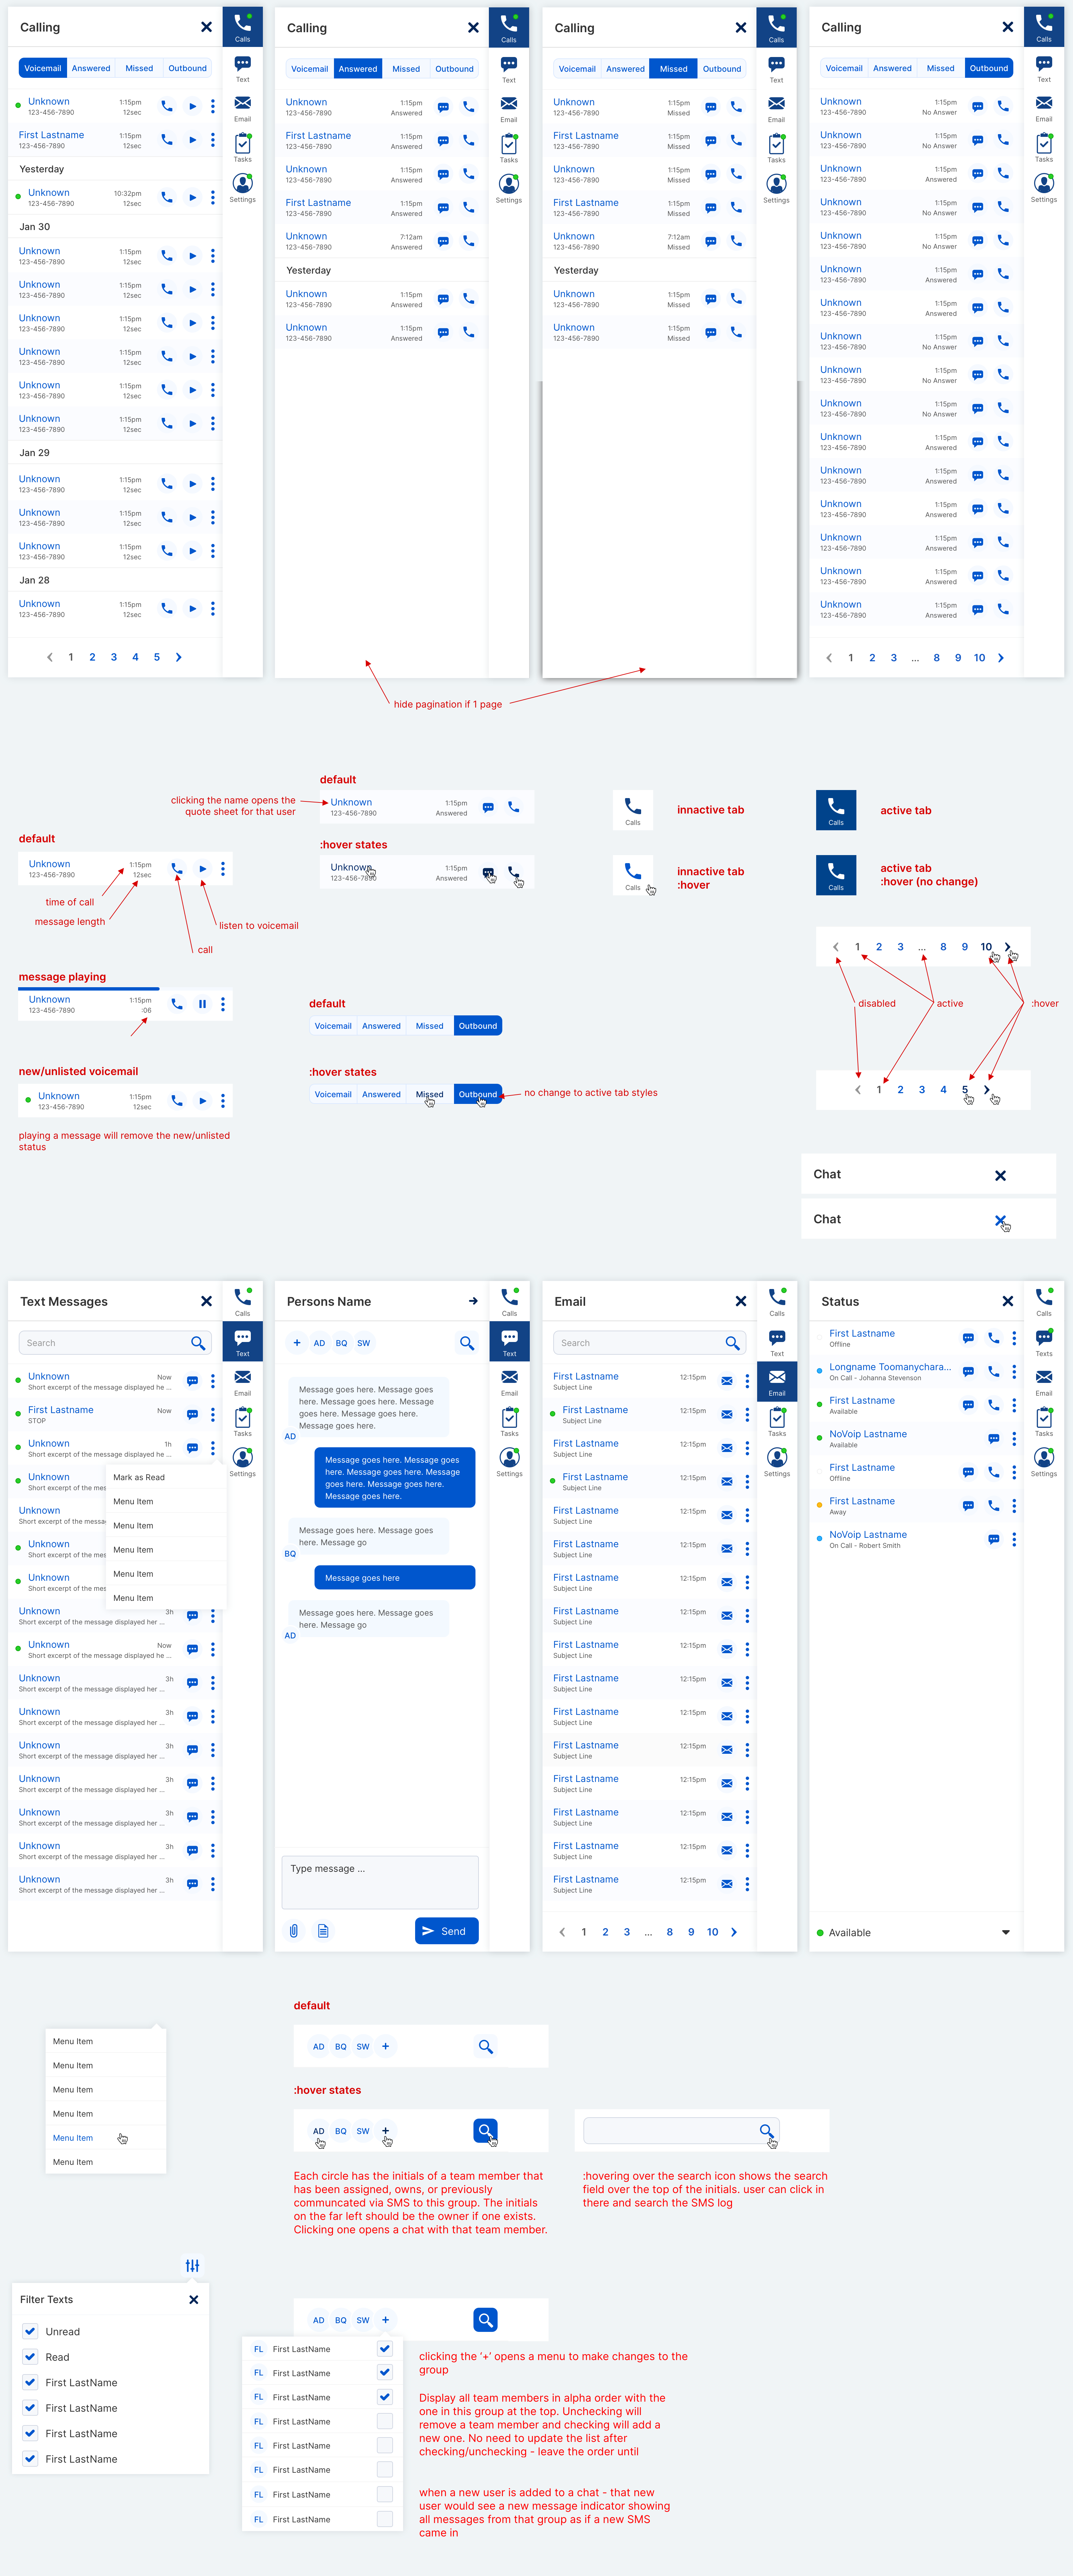 Calling
Calls
Text
Email
Tasks
Settings
Voicemail Answered Missed Outbound
Unknown 1:15pm
123-456-7890 12sec
First Lastname 1:15pm
123-456-7890 12sec
Yesterday
Unknown 10:32pm
123-456-7890 12sec
Jan 30
Unknown 1:15pm
123-456-7890 12sec
Unknown 1:15pm
123-456-7890 12sec
Unknown 1:15pm
123-456-7890 12sec
Unknown 1:15pm
123-456-7890 12sec
Unknown 1:15pm
123-456-7890 12sec
Unknown 1:15pm
123-456-7890 12sec
Jan 29
Unknown 1:15pm
123-456-7890 12sec
Unknown 1:15pm
123-456-7890 12sec
Unknown 1:15pm
123-456-7890 12sec
Jan 28
Unknown 1:15pm
123-456-7890 12sec
1 2 3 4 5
Calling
Calls
Text
Email
Tasks
Settings
Voicemail Answered Missed Outbound
Unknown 1:15pm
123-456-7890 Answered
First Lastname 1:15pm
123-456-7890 Answered
Unknown 1:15pm
123-456-7890 Answered
First Lastname 1:15pm
123-456-7890 Answered
Unknown 7:12am
123-456-7890 Answered
Yesterday
Unknown 1:15pm
123-456-7890 Answered
Unknown 1:15pm
123-456-7890 Answered
Calling
Calls
Text
Email
Tasks
Settings
Voicemail Answered Missed Outbound
Unknown 1:15pm
123-456-7890 Missed
First Lastname 1:15pm
123-456-7890 Missed
Unknown 1:15pm
123-456-7890 Missed
First Lastname 1:15pm
123-456-7890 Missed
Unknown 7:12am
123-456-7890 Missed
Yesterday
Unknown 1:15pm
123-456-7890 Missed
Unknown 1:15pm
123-456-7890 Missed
Calling
Calls
Text
Email
Tasks
Settings
Voicemail Answered Missed Outbound
Unknown 1:15pm
123-456-7890 No Answer
Unknown 1:15pm
123-456-7890 No Answer
Unknown 1:15pm
123-456-7890 No Answer
Unknown 1:15pm
123-456-7890 No Answer
Unknown 1:15pm
123-456-7890 No Answer
Unknown 1:15pm
123-456-7890 Answered
Unknown 1:15pm
123-456-7890 Answered
Unknown 1:15pm
123-456-7890 No Answer
Unknown 1:15pm
123-456-7890 No Answer
Unknown 1:15pm
123-456-7890 No Answer
Unknown 1:15pm
123-456-7890 Answered
Unknown 1:15pm
123-456-7890 Answered
Unknown 1:15pm
123-456-7890 Answered
Unknown 1:15pm
123-456-7890 Answered
Unknown 1:15pm
123-456-7890 Answered
Unknown 1:15pm
123-456-7890 Answered
1 2 3 ... 8 9 10
hide pagination if 1 page
default
clicking the name opens the
quote sheet for that user
Unknown 1:15pm
123-456-7890 Answered
:hover states
Unknown 1:15pm
123-456-7890 Answered
Calls
innactive tab
Calls
innactive tab
:hover
Calls
active tab
Calls
active tab
:hover (no change)
default
Unknown 1:15pm
123-456-7890 12sec
time of call
message length
listen to voicemail
call
message playing
Unknown 1:15pm
123-456-7890 :06
new/unlisted voicemail
Unknown 1:15pm
123-456-7890 12sec
playing a message will remove the new/unlisted
status
default
Voicemail Answered Missed Outbound
:hover states
Voicemail Answered Missed Outbound
no change to active tab styles
1 2 3 ... 8 9 10
disabled active :hover
1 2 3 4 5
Chat
Chat
Text Messages
Calls
Text
Email
Tasks
Settings
Search
Unknown Now
Short excerpt of the message displayed he ...
First Lastname Now
STOP
Unknown 1h
Short excerpt of the message displayed he ...
Unknown
Short excerpt of the mes
Unknown
Short excerpt of the messa
Unknown
Short excerpt of the mes
Unknown
Short excerpt of the mes
Mark as Read
Menu Item
Menu Item
Menu Item
Menu Item
Menu Item
Unknown 3h
Short excerpt of the message displayed her ...
Unknown Now
Short excerpt of the message displayed he ...
Unknown 3h
Short excerpt of the message displayed her ...
Unknown 3h
Short excerpt of the message displayed her ...
Unknown 3h
Short excerpt of the message displayed her ...
Unknown 3h
Short excerpt of the message displayed her ...
Unknown 3h
Short excerpt of the message displayed her ...
Unknown 3h
Short excerpt of the message displayed her ...
Unknown 3h
Short excerpt of the message displayed her ...
Persons Name
Calls
Text
Email
Tasks
Settings
+ AD BQ SW
Message goes here. Message goes
here. Message goes here. Message
goes here. Message goes here.
Message goes here.
AD
Message goes here. Message goes
here. Message goes here. Message
goes here. Message goes here.
Message goes here.
Message goes here. Message goes
here. Message go
BQ
Message goes here
Message goes here. Message goes
here. Message go
AD
Type message ...
Send
Email
Calls
Text
Email
Tasks
Settings
Search
First Lastname 12:15pm
Subject Line
First Lastname 12:15pm
Subject Line
First Lastname 12:15pm
Subject Line
First Lastname 12:15pm
Subject Line
First Lastname 12:15pm
Subject Line
First Lastname 12:15pm
Subject Line
First Lastname 12:15pm
Subject Line
First Lastname 12:15pm
Subject Line
First Lastname 12:15pm
Subject Line
First Lastname 12:15pm
Subject Line
First Lastname 12:15pm
Subject Line
First Lastname 12:15pm
Subject Line
First Lastname 12:15pm
Subject Line
First Lastname 12:15pm
Subject Line
First Lastname 12:15pm
Subject Line
First Lastname 12:15pm
Subject Line
1 2 3 ... 8 9 10
Status
Calls
Texts
Email
Tasks
Settings
First Lastname
Offline
Longname Toomanychara...
On Call - Johanna Stevenson
First Lastname
Available
NoVoip Lastname
Available
First Lastname
Offline
First Lastname
Away
NoVoip Lastname
On Call - Robert Smith
Available
Menu Item
Menu Item
Menu Item
Menu Item
Menu Item
Menu Item
default
AD BQ SW +
:hover states
AD BQ SW +
Each circle has the initials of a team member that
has been assigned, owns, or previously
communcated via SMS to this group. The initials
on the far left should be the owner if one exists.
Clicking one opens a chat with that team member.
:hovering over the search icon shows the search
field over the top of the initials. user can click in
there and search the SMS log
Filter Texts
Unread
Read
First LastName
First LastName
First LastName
First LastName
AD BQ SW +
FL First LastName
FL First LastName
FL First LastName
FL First LastName
FL First LastName
FL First LastName
FL First LastName
FL First LastName
clicking the '+' opens a menu to make changes to the
group
Display all team members in alpha order with the
one in this group at the top. Unchecking will
remove a team member and checking will add a
new one. No need to update the list after
checking/unchecking - leave the order until
when a new user is added to a chat - that new
user would see a new message indicator showing
all messages from that group as if a new SMS
came in